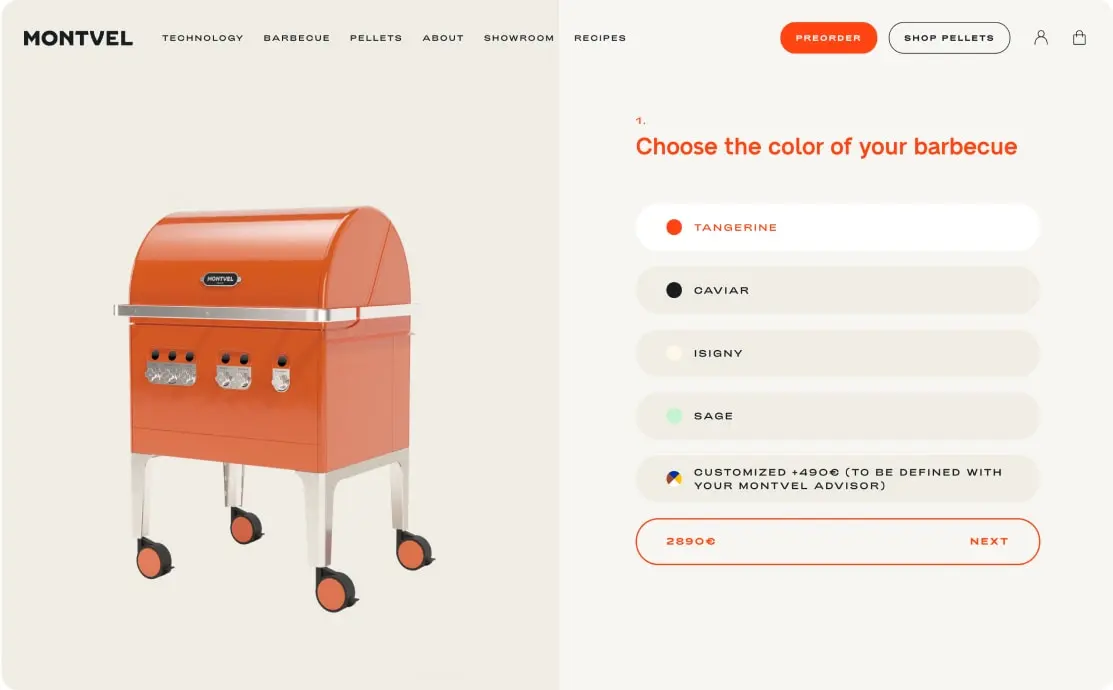 MONTVEL
TECHNOLOGY
BARBECUE
PELLETS
ABOUT
SHOWROOM
RECIPES
PREORDER
SHOP PELLETS
1.
Choose the color of your barbecue
TANGERINE
CAVIAR
ISIGNY
SAGE
CUSTOMIZED +490€ (TO BE DEFINED WITH
YOUR MONTVEL ADVISOR)
2890€
NEXT
MONTVEL